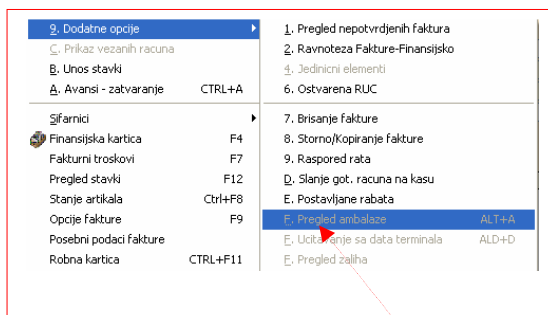 9. Dodatne opcije
C. Prikaz vezanih racuna
B. Unos stavki
A. Avansi - zatvaranje CTRL+A
Sifarnici
Finansijska kartica F4
Fakturni troskovi F7
Pregled stavki F12
Stanje artikala Ctrl+F8
Opcije fakture F9
Posebni podaci fakture
Robna kartica CTRL+F11
1. Pregled nepotvrdjenih faktura
2. Ravnoteza Fakture-Finansijsko
4. Jedinicni elementi
6. Ostvarena RUC
7. Brisanje fakture
8. Storno/Kopiranje fakture
9. Raspored rata
D. Slanje got. racuna na kasu
E. Postavljane rabata
F. Pregled ambalaze ALT+A
F. Ucitavanje sa data terminala ALD+D
F. Pregled zaliha